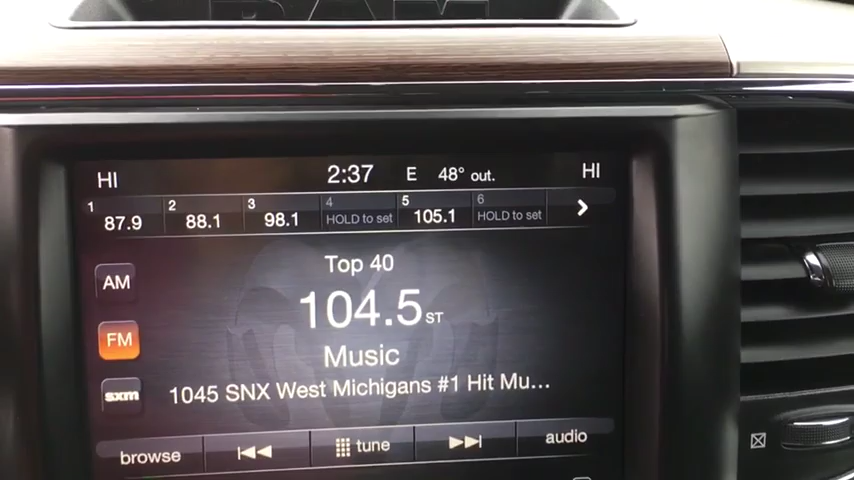 RAM
HI 2:37 E 48° out. HI
1 87.9 2 88.1 3 98.1 4 HOLD to set 5 105.1 6 HOLD to set
Top 40
AM
104.5 ST
FM
Music
sxm 1045 SNX West Michigans #1 Hit Mu...
browse tune audio